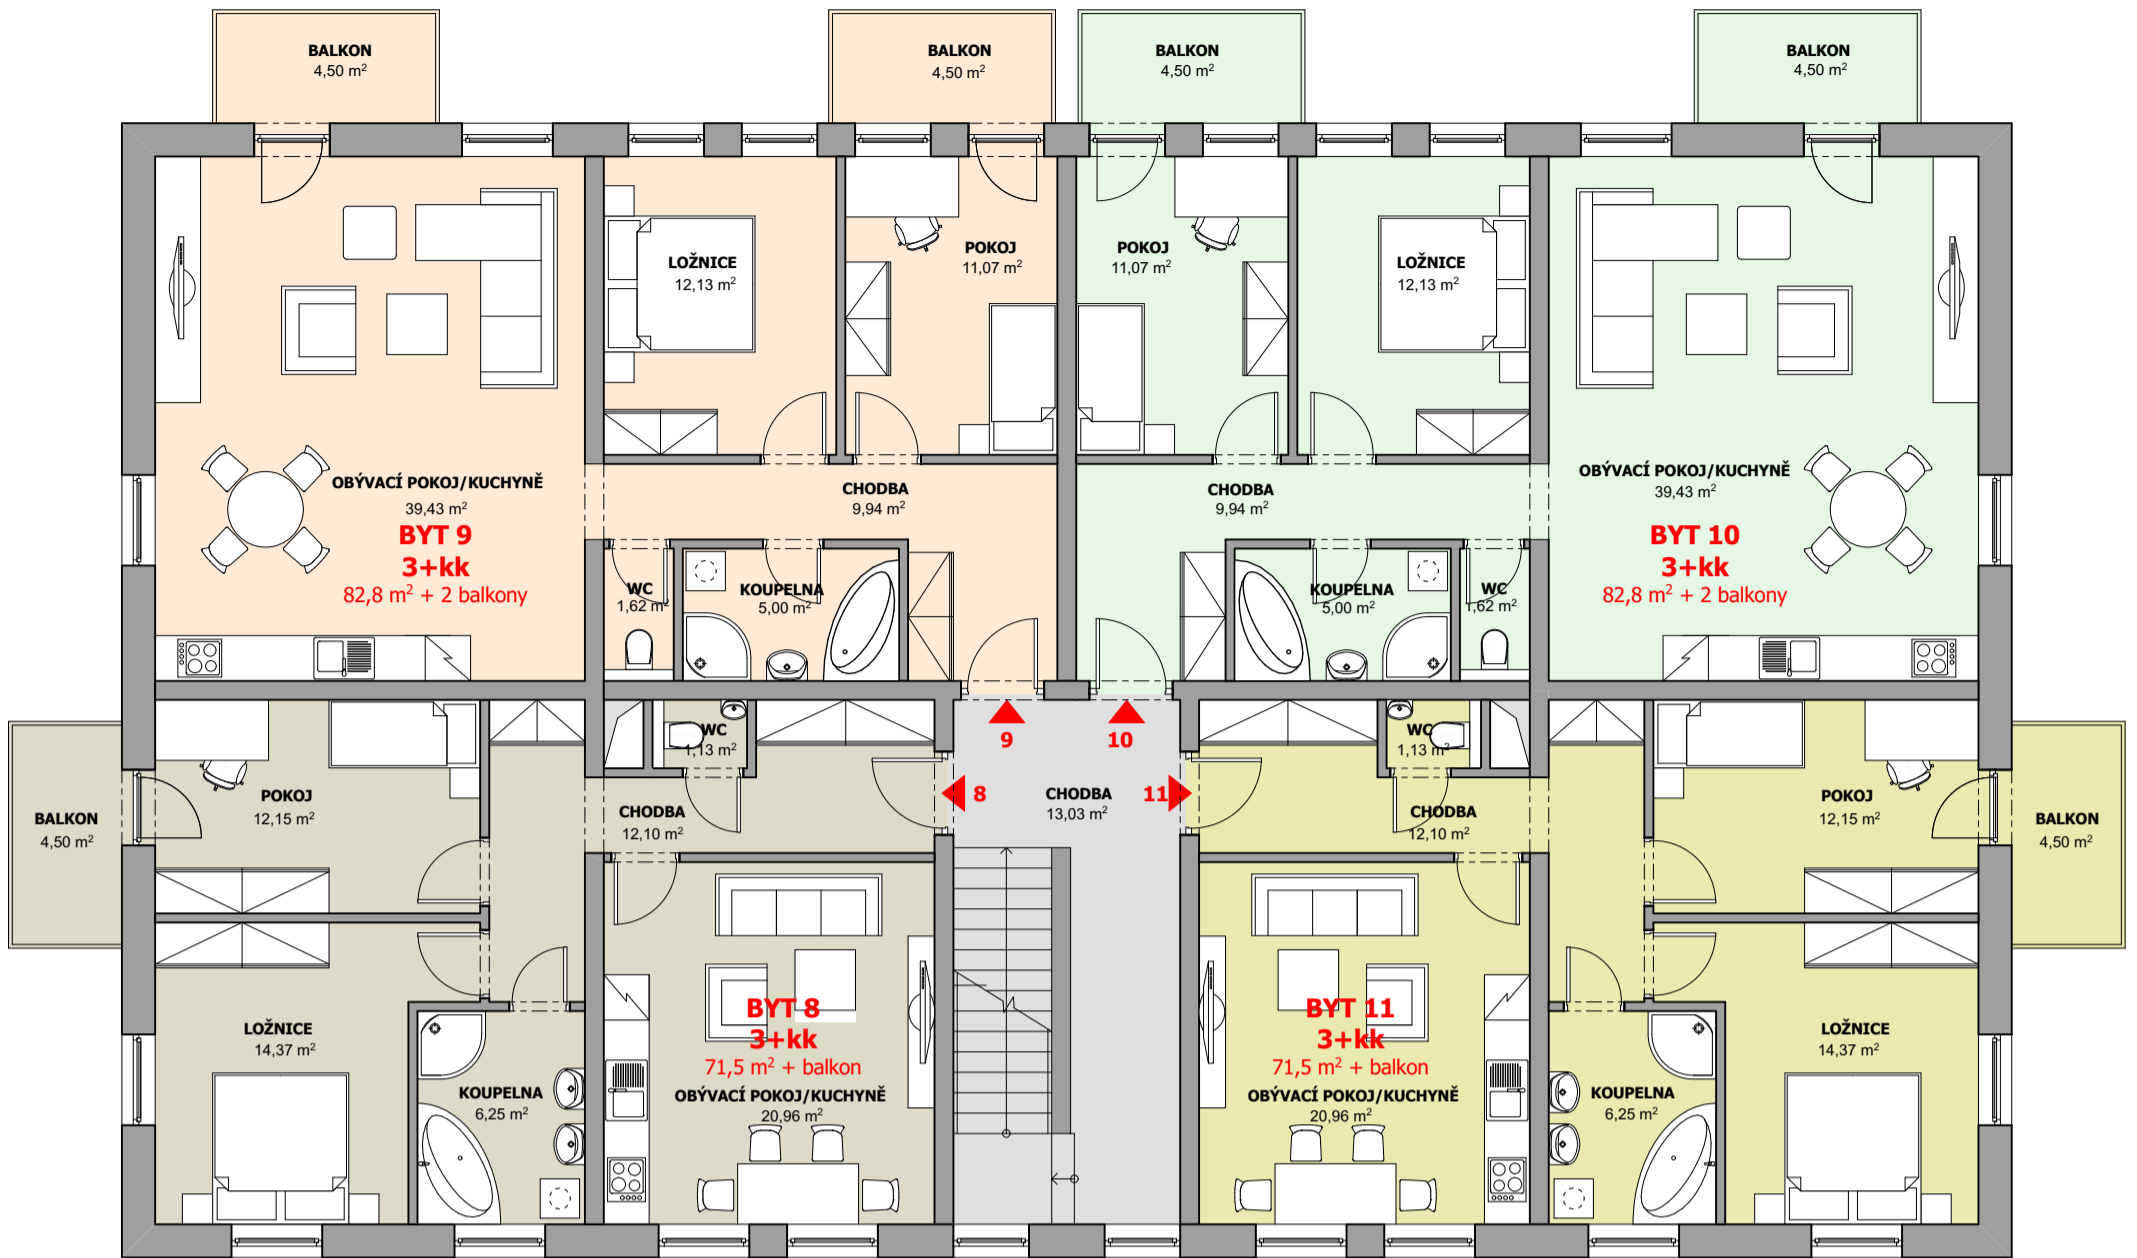 BALKON
4,50 m²
BALKON
4,50 m²
BALKON
4,50 m²
BALKON
4,50 m²
LOŽNICE
12,13 m²
POKOJ
11,07 m²
POKOJ
11,07 m²
LOŽNICE
12,13 m²
OBÝVACÍ POKOJ/KUCHYNĚ
39,43 m²
BYT 9
3+kk
82,8 m² + 2 balkony
CHODBA
9,94 m²
CHODBA
9,94 m²
OBÝVACÍ POKOJ/KUCHYNĚ
39,43 m²
BYT 10
3+kk
82,8 m² + 2 balkony
WC
1,62 m²
KOUPELNA
5,00 m²
KOUPELNA
5,00 m²
WC
1,62 m²
9
10
8
11
WC
1,13 m²
WC
1,13 m²
BALKON
4,50 m²
POKOJ
12,15 m²
CHODBA
12,10 m²
CHODBA
13,03 m²
CHODBA
12,10 m²
POKOJ
12,15 m²
BALKON
4,50 m²
LOŽNICE
14,37 m²
KOUPELNA
6,25 m²
BYT 8
3+kk
71,5 m² + balkon
OBÝVACÍ POKOJ/KUCHYNĚ
20,96 m²
BYT 11
3+kk
71,5 m² + balkon
OBÝVACÍ POKOJ/KUCHYNĚ
20,96 m²
KOUPELNA
6,25 m²
LOŽNICE
14,37 m²